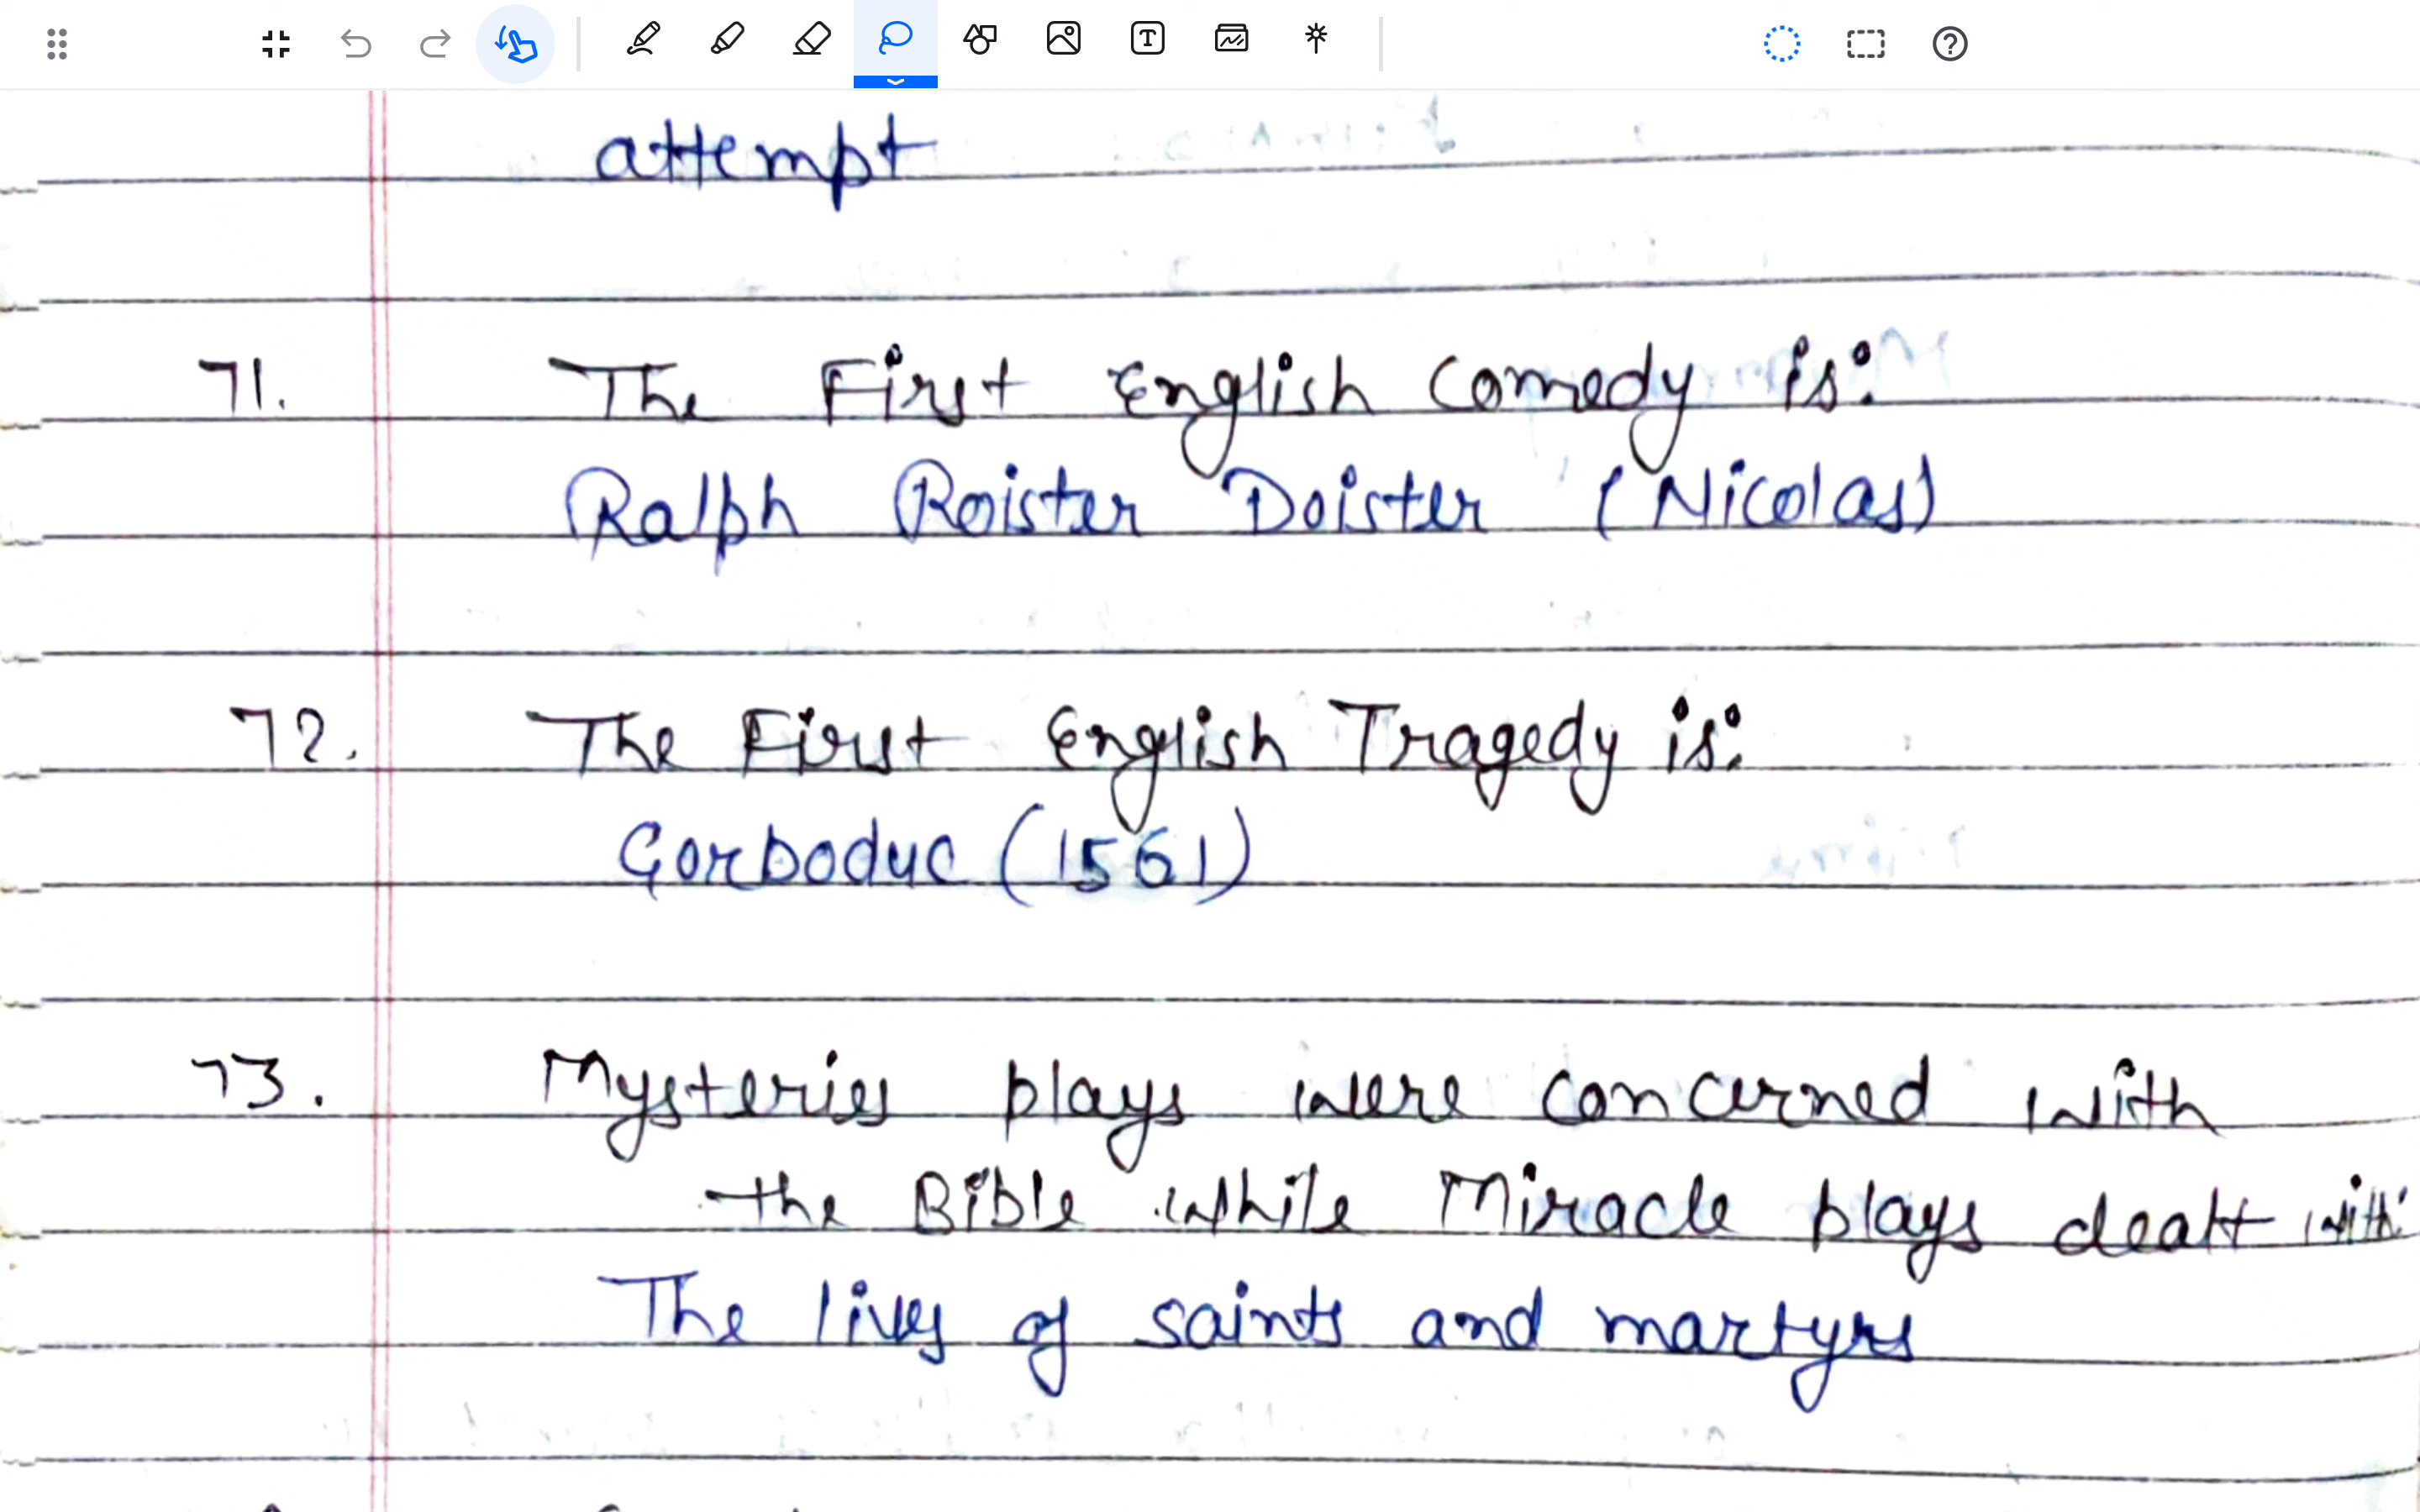 attempt
71. The First English Comedy is:
Ralph Roister Doister (Nicolas)
72. The First English Tragedy is:
Gorboduc (1561)
73. Mysteries plays were concerned with
the Bible while Miracle plays dealt with
The lives of saints and martyrs